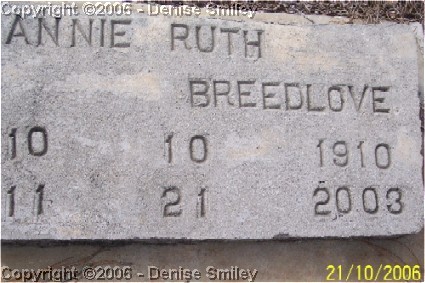 Copyright ©2006 - Denise Smiley
ANNIE RUTH
BREEDLOVE
10 10 1910
11 21 2003
Copyright ©2006 - Denise Smiley
21/10/2006